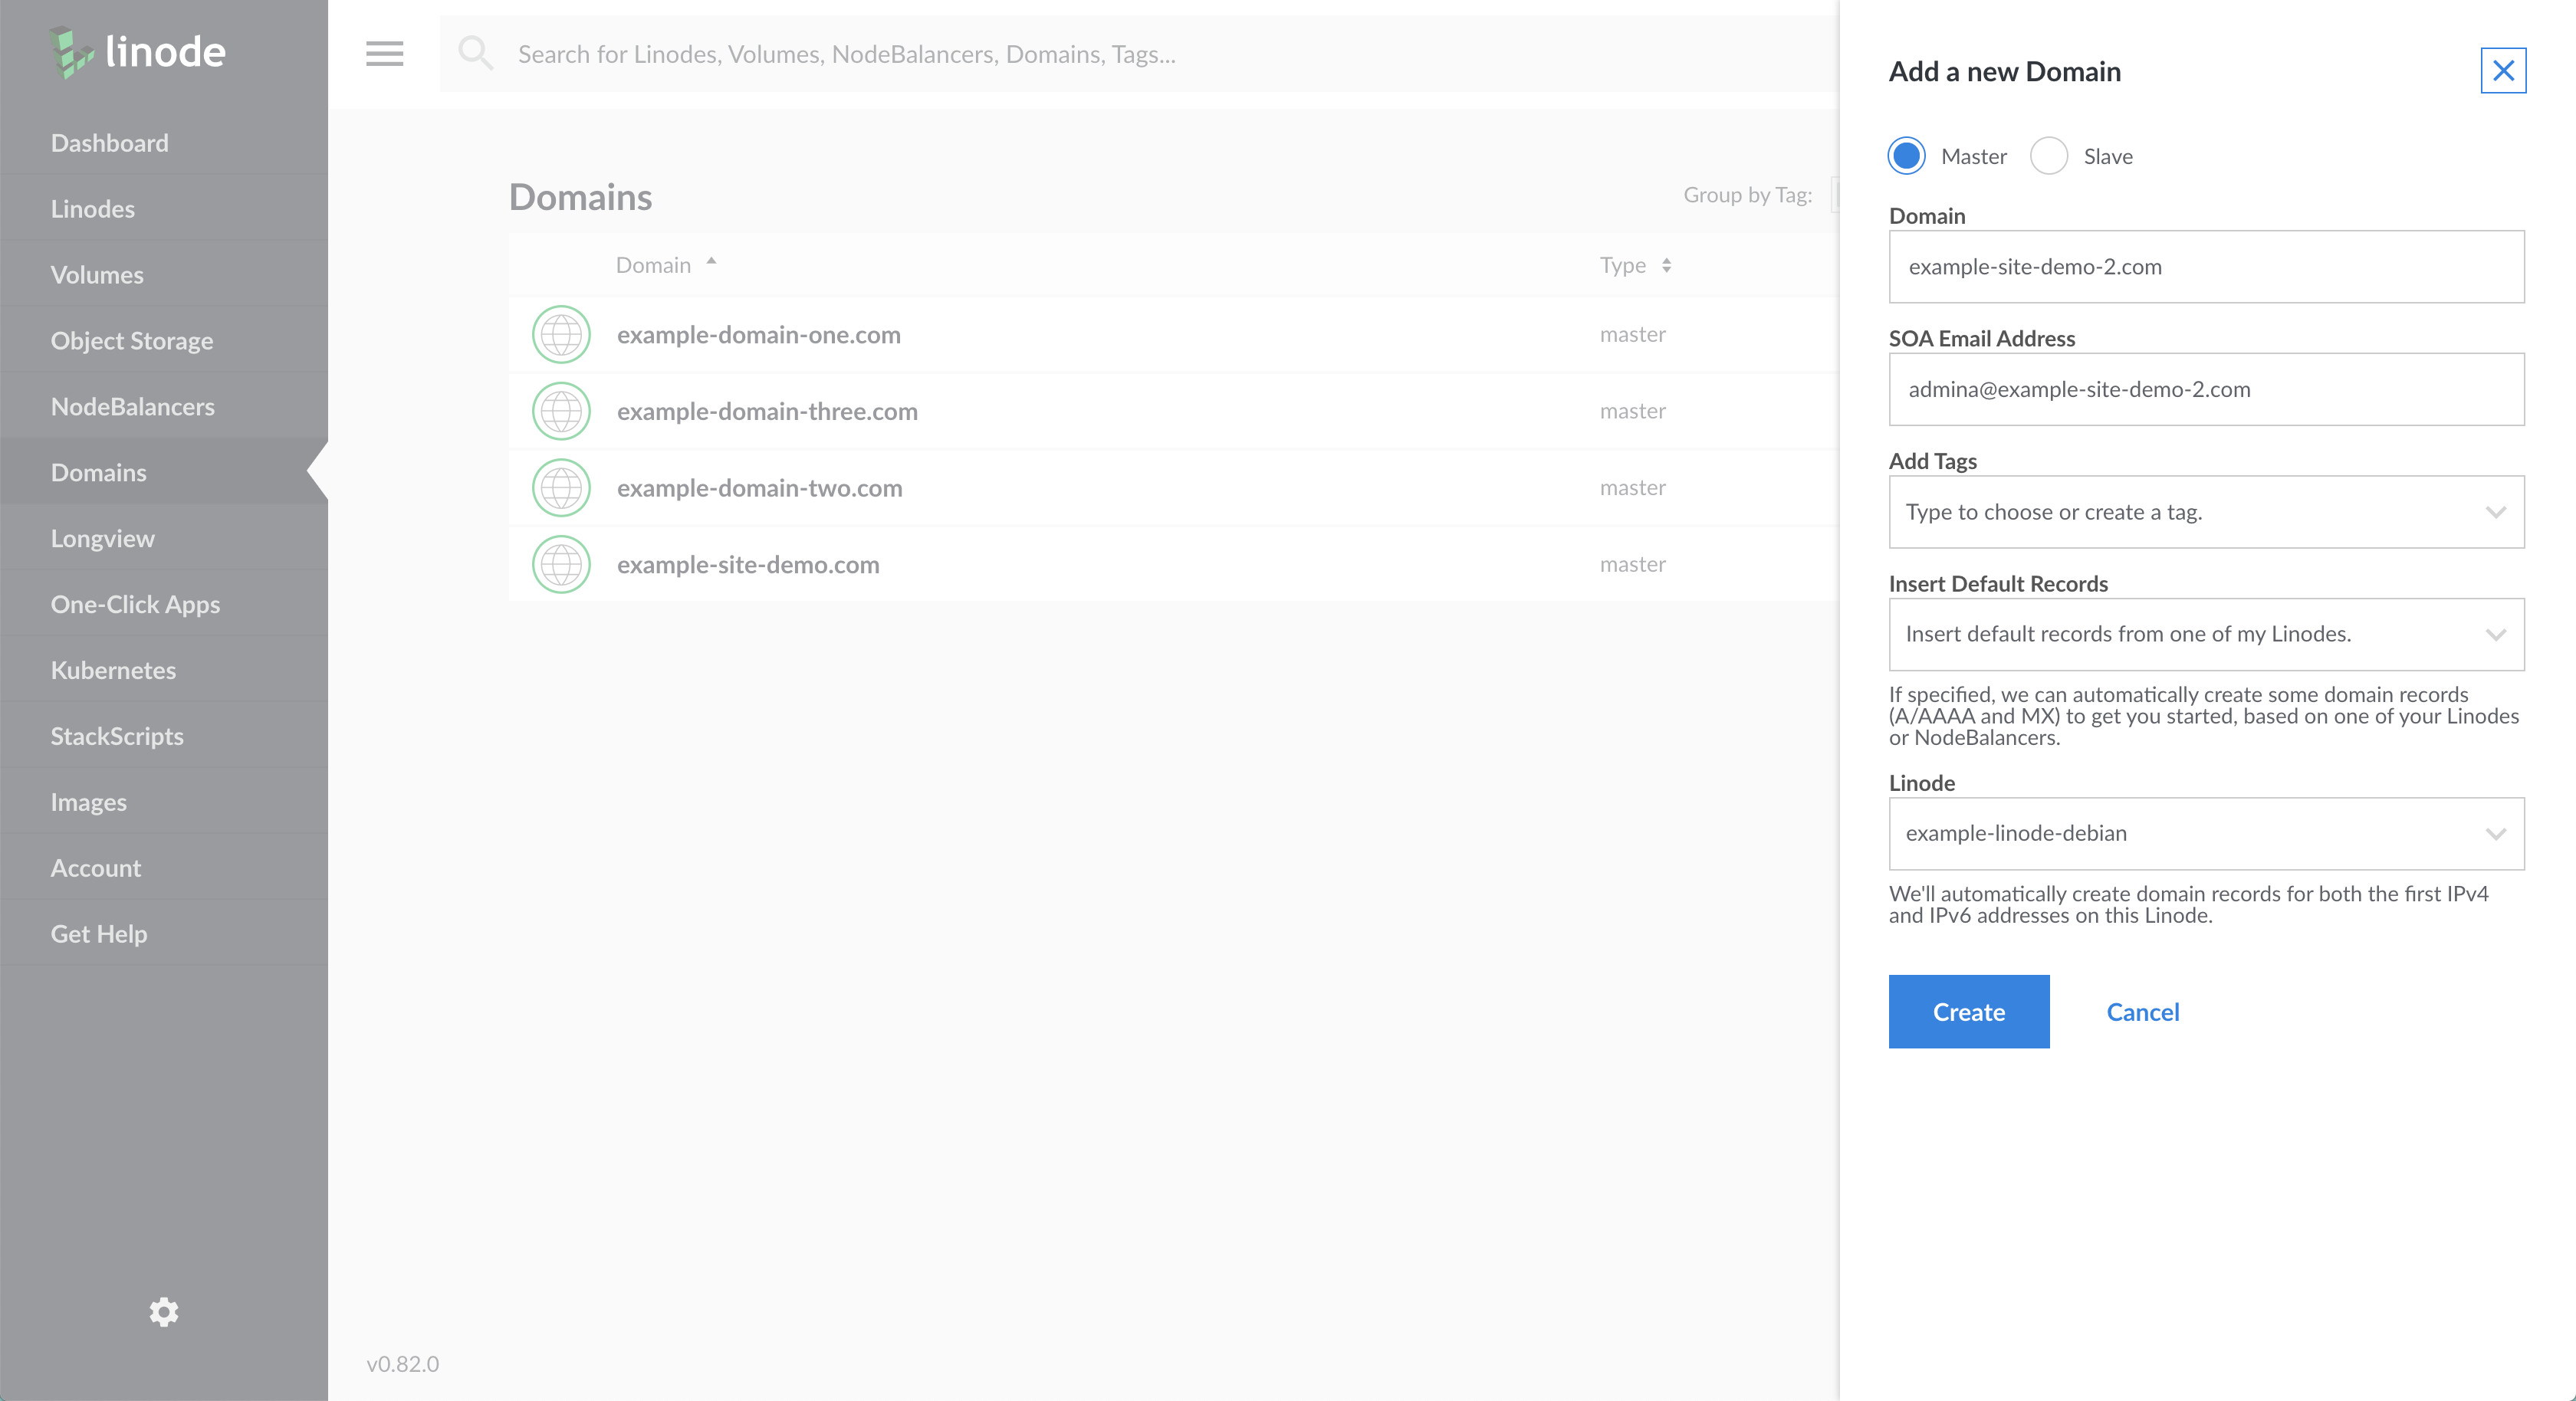 linode
Dashboard
Linodes
Volumes
Object Storage
NodeBalancers
Domains
Longview
One-Click Apps
Kubernetes
StackScripts
Images
Account
Get Help
Search for Linodes, Volumes, NodeBalancers, Domains, Tags...
Domains
Group by Tag:
Domain Type
example-domain-one.com master
example-domain-three.com master
example-domain-two.com master
example-site-demo.com master
v0.82.0
Add a new Domain
Master Slave
Domain
example-site-demo-2.com
SOA Email Address
admina@example-site-demo-2.com
Add Tags
Type to choose or create a tag.
Insert Default Records
Insert default records from one of my Linodes.
If specified, we can automatically create some domain records
(A/AAAA and MX) to get you started, based on one of your Linodes
or NodeBalancers.
Linode
example-linode-debian
We'll automatically create domain records for both the first IPv4
and IPv6 addresses on this Linode.
Create Cancel